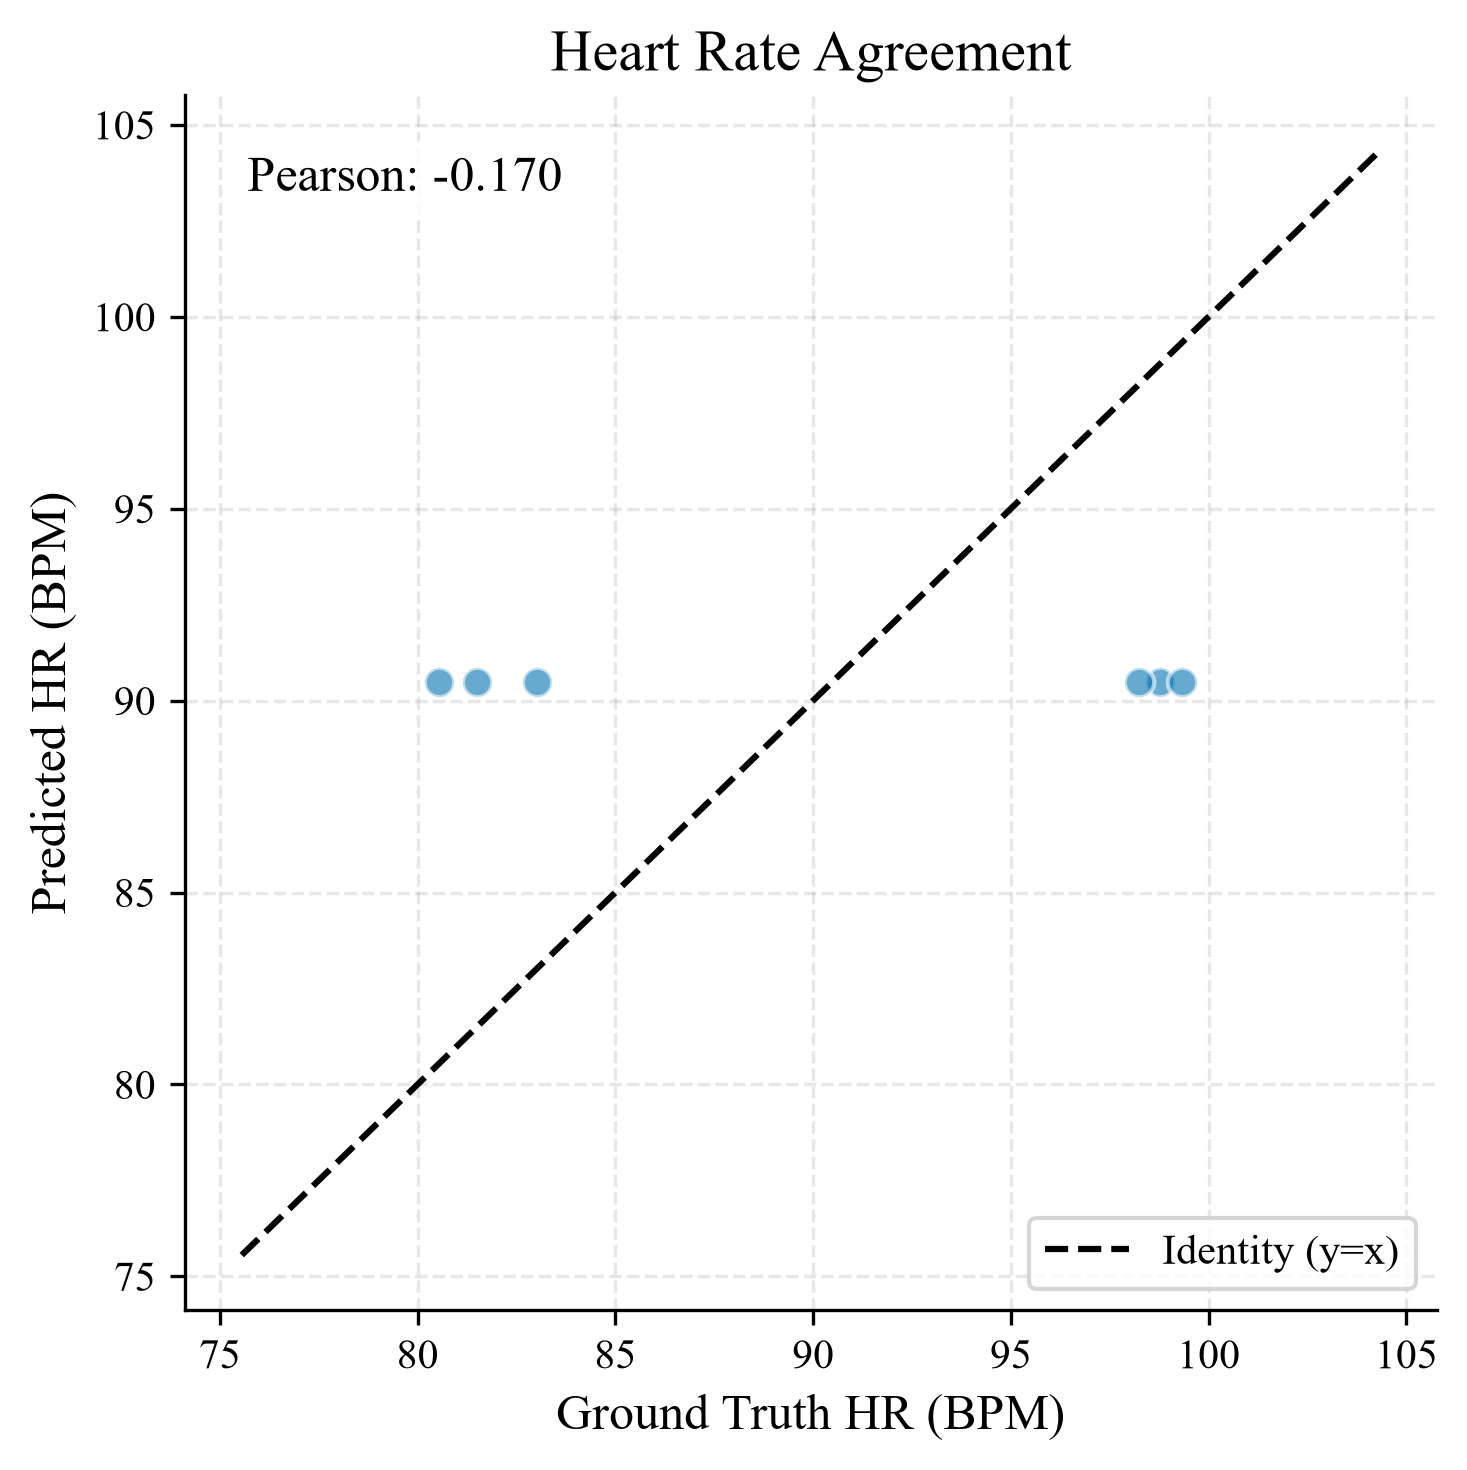 Heart Rate Agreement
105
Pearson: -0.170
100
95
90
85
80
75
Predicted HR (BPM)
Identity (y=x)
75 80 85 90 95 100 105
Ground Truth HR (BPM)